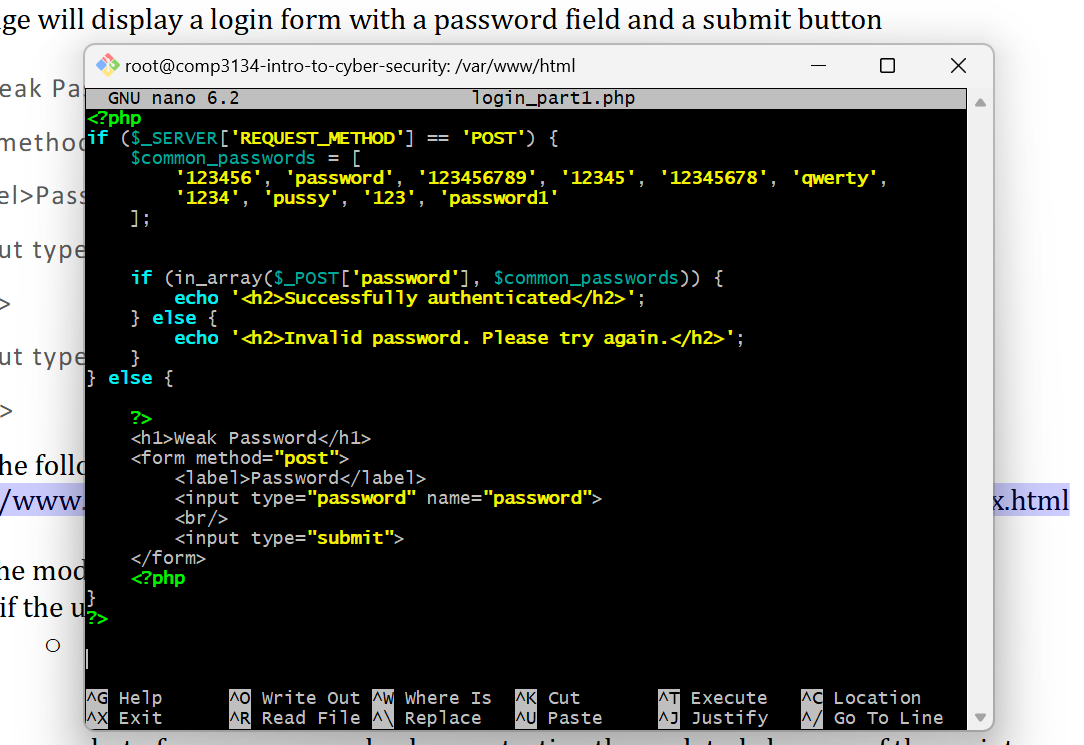 ge will display a login form with a password field and a submit button
root@comp3134-intro-to-cyber-security: /var/www/html
GNU nano 6.2 login_part1.php
<?php
if ($_SERVER['REQUEST_METHOD'] == 'POST') {
    $common_passwords = [
        '123456', 'password', '123456789', '12345', '12345678', 'qwerty',
        '1234', 'pussy', '123', 'password1'
    ];
    if (in_array($_POST['password'], $common_passwords)) {
        echo '<h2>Successfully authenticated</h2>';
    } else {
        echo '<h2>Invalid password. Please try again.</h2>';
    }
} else {
    ?>
    <h1>Weak Password</h1>
    <form method="post">
        <label>Password</label>
        <input type="password" name="password">
        <br/>
        <input type="submit">
    </form>
    <?php
}
?>
^G Help ^O Write Out ^W Where Is ^K Cut ^T Execute ^C Location
^X Exit ^R Read File ^\ Replace ^U Paste ^J Justify ^/ Go To Line
eak Pa
method
el>Pass
ut type
>
ut type
>
he follo
/www. x.html
ne mod
if the u